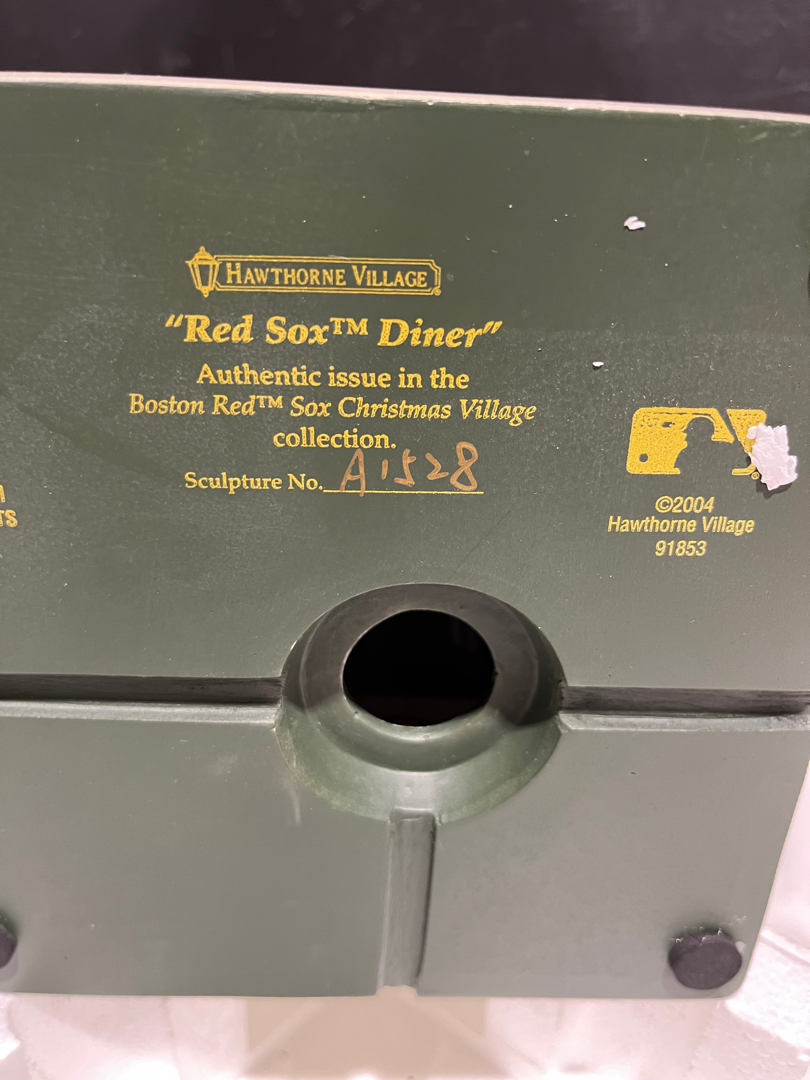 HAWTHORNE VILLAGE
"Red Sox™ Diner"
Authentic issue in the
Boston Red™ Sox Christmas Village
collection.
Sculpture No. A1528
©2004
Hawthorne Village
91853